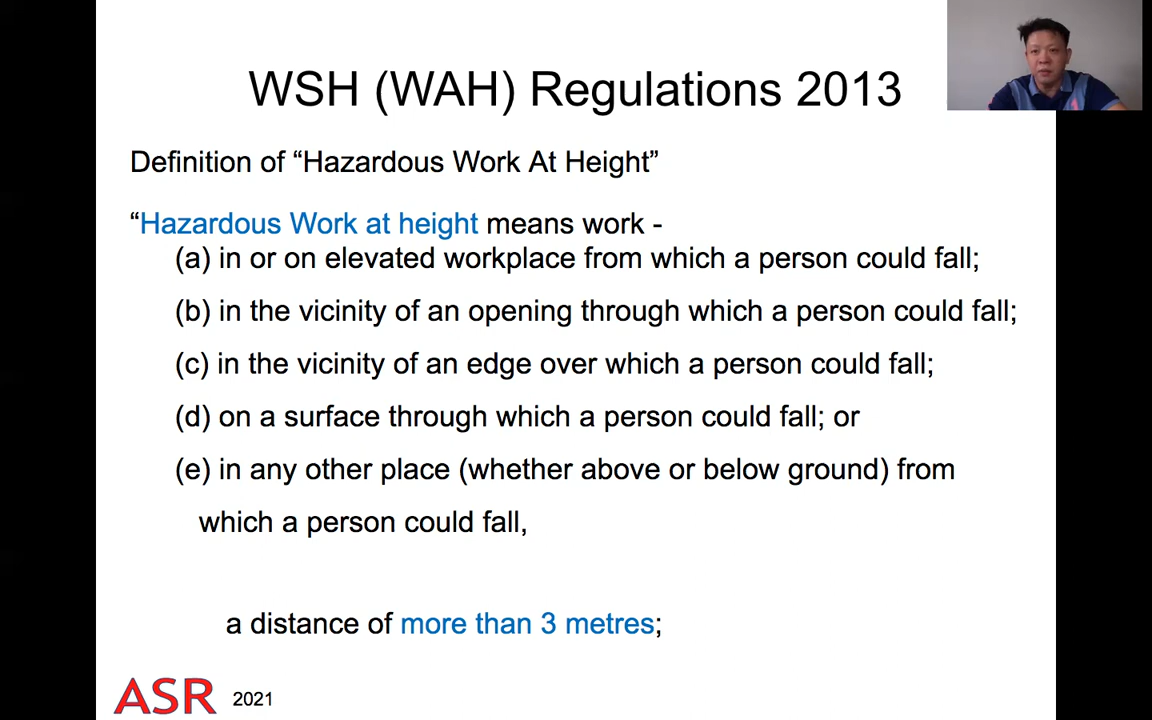 WSH (WAH) Regulations 2013
Definition of “Hazardous Work At Height”
“Hazardous Work at height means work -
(a) in or on elevated workplace from which a person could fall;
(b) in the vicinity of an opening through which a person could fall;
(c) in the vicinity of an edge over which a person could fall;
(d) on a surface through which a person could fall; or
(e) in any other place (whether above or below ground) from
which a person could fall,
a distance of more than 3 metres;
ASR 2021